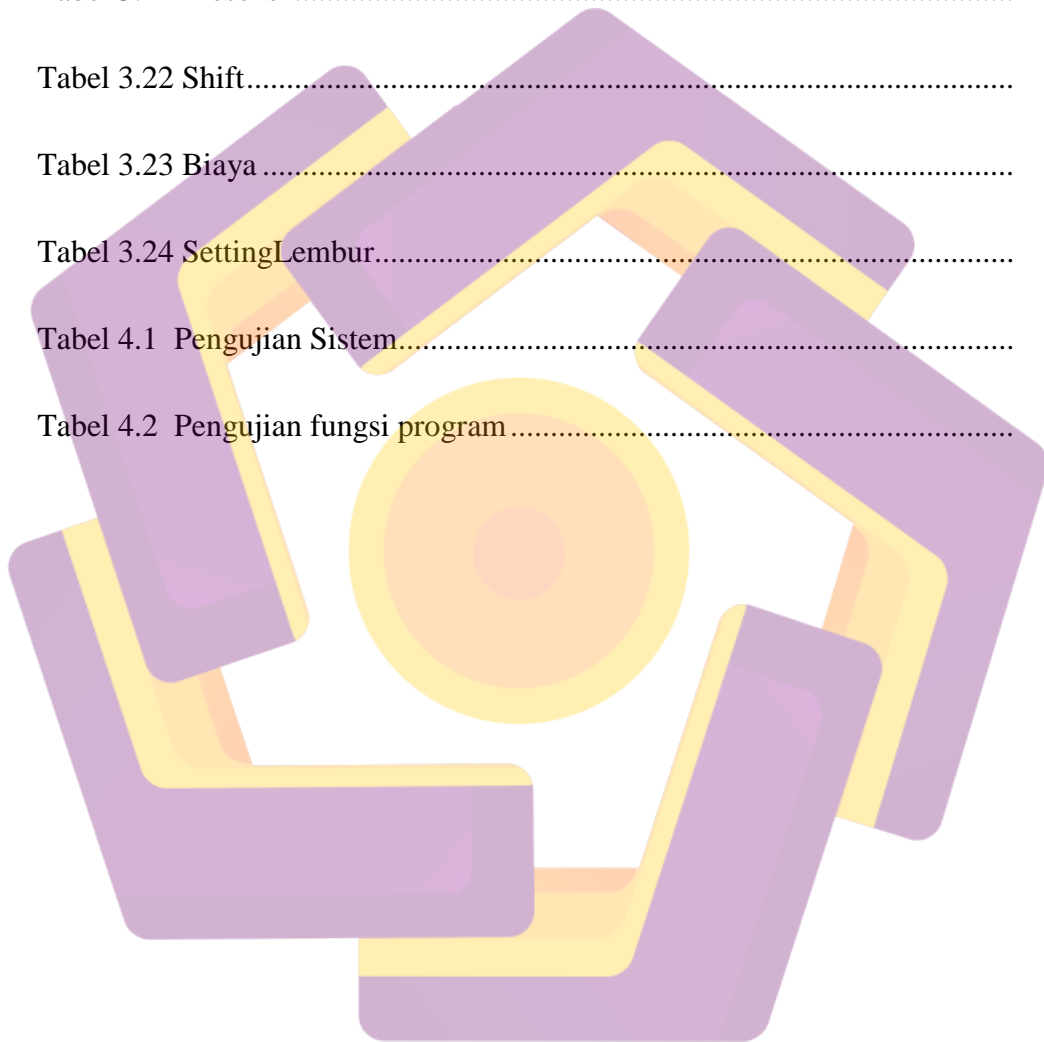 Tabel 3.22 Shift..........................................................................................
Tabel 3.23 Biaya ........................................................................................
Tabel 3.24 SettingLembur...........................................................................
Tabel 4.1  Pengujian Sistem........................................................................
Tabel 4.2  Pengujian fungsi program ...........................................................